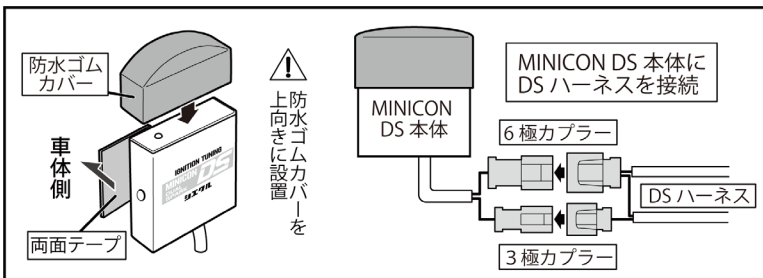 防水ゴム
カバー
車体側
両面テープ
IGNITION TUNING
MINICON
DS
シエクル
防水ゴムカバーを
上向きに設置
MINICON
DS 本体
MINICON DS 本体に
DS ハーネスを接続
6 極カプラー
DS ハーネス
3 極カプラー